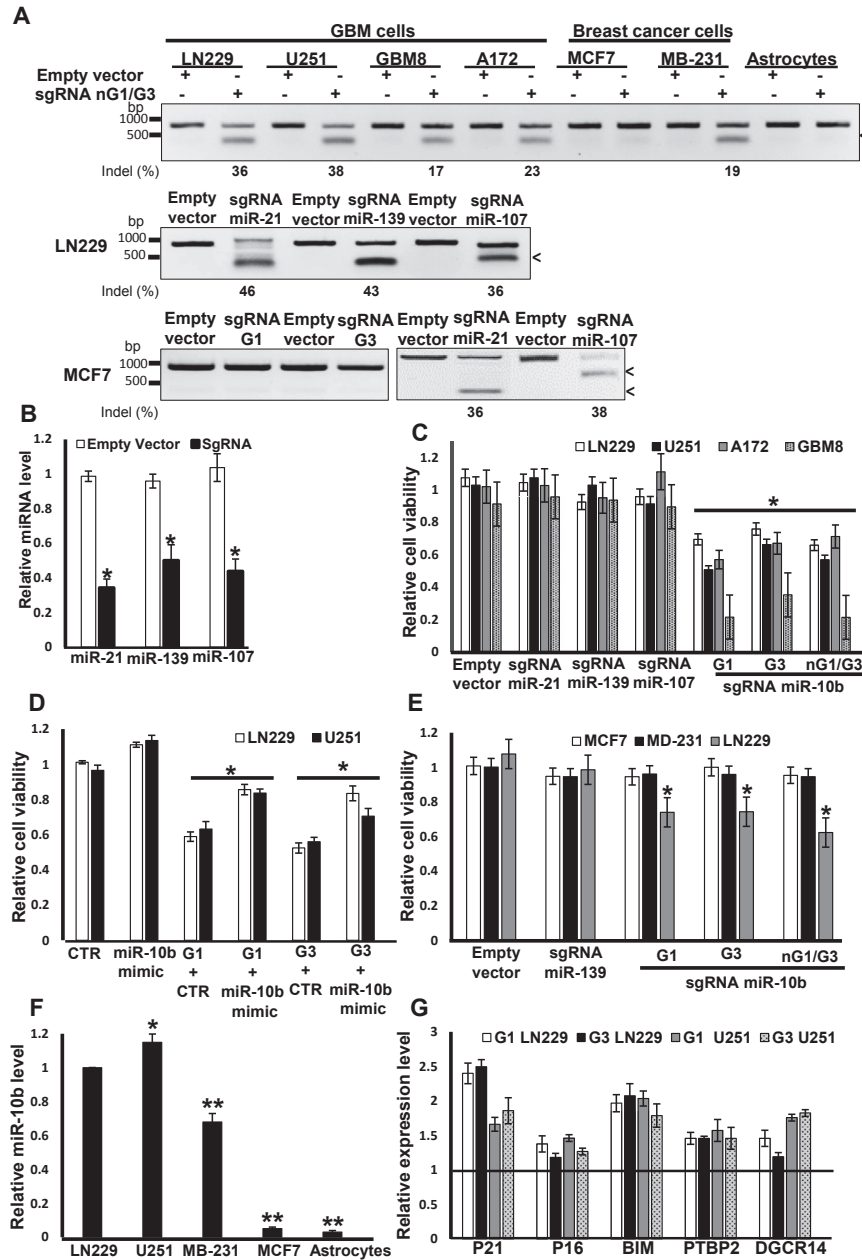 A
GBM cells
Breast cancer cells
LN229 U251 GBM8 A172 MCF7 MB-231 Astrocytes
Empty vector + - + - + - + - + - + - + -
sgRNA nG1/G3 - + - + - + - + - + - + - +
bp
1000
500
<
Indel (%) 36 38 17 23 19
Empty vector sgRNA miR-21 Empty vector sgRNA miR-139 Empty vector sgRNA miR-107
bp
LN229
1000
500
<
Indel (%) 46 43 36
Empty vector sgRNA G1 Empty vector sgRNA G3 Empty vector sgRNA miR-21 Empty vector sgRNA miR-107
bp
MCF7
1000
500
<
<
Indel (%) 36 38
B
Relative miRNA level
1.2
1
0.8
0.6
0.4
0.2
0
Empty Vector SgRNA
* * *
miR-21 miR-139 miR-107
C
Relative cell viability
1.2
1
0.8
0.6
0.4
0.2
0
LN229 U251 A172 GBM8
*
Empty vector sgRNA miR-21 sgRNA miR-139 sgRNA miR-107 G1 G3 nG1/G3
sgRNA miR-10b
D
Relative cell viability
1.2
1
0.8
0.6
0.4
0.2
0
LN229 U251
* *
CTR miR-10b mimic G1 + CTR G1 + miR-10b mimic G3 + CTR G3 + miR-10b mimic
E
Relative cell viability
1.2
1
0.8
0.6
0.4
0.2
0
MCF7 MD-231 LN229
* * *
Empty vector sgRNA miR-139 G1 G3 nG1/G3
sgRNA miR-10b
F
Relative miR-10b level
1.2
1
0.8
0.6
0.4
0.2
0
* ** ** **
LN229 U251 MB-231 MCF7 Astrocytes
G
Relative expression level
3
2.5
2
1.5
1
0.5
0
G1 LN229 G3 LN229 G1 U251 G3 U251
P21 P16 BIM PTBP2 DGCR14